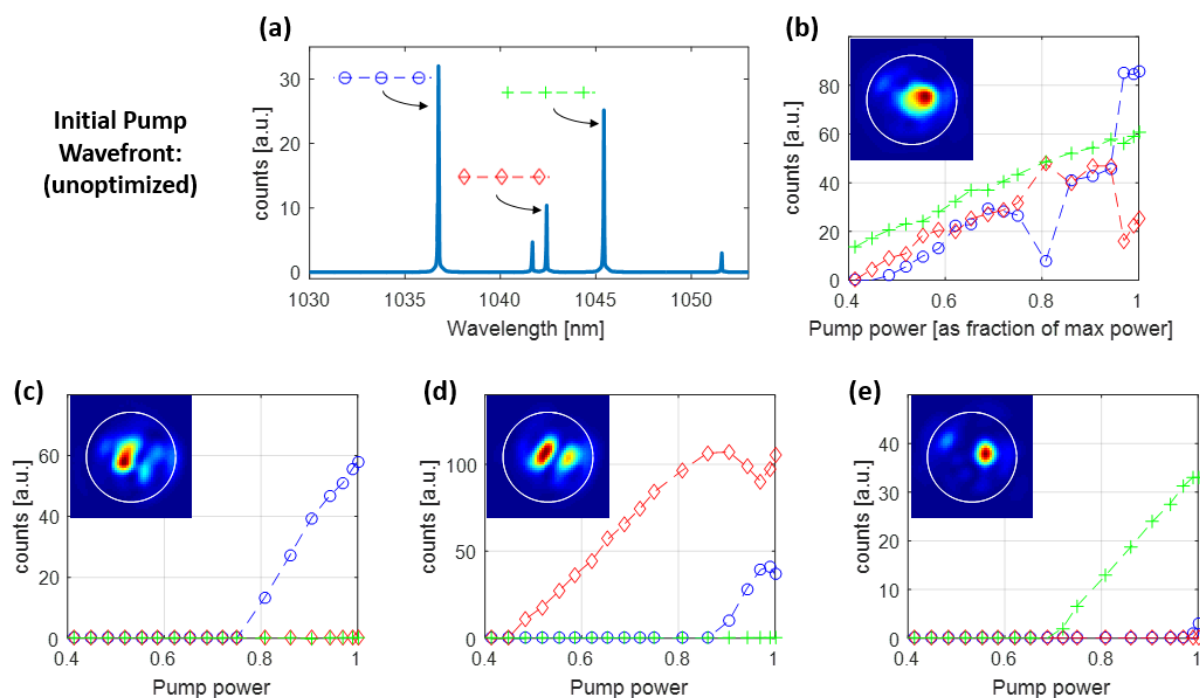 Initial Pump
Wavefront:
(unoptimized)
(a)
counts [a.u.]
30
20
10
0
1030
1035
1040
1045
1050
Wavelength [nm]
(b)
counts [a.u.]
80
60
40
20
0
0.4
0.6
0.8
1
Pump power [as fraction of max power]
(c)
counts [a.u.]
60
40
20
0
0.4
0.6
0.8
1
Pump power
(d)
counts [a.u.]
100
50
0
0.4
0.6
0.8
1
Pump power
(e)
counts [a.u.]
50
40
30
20
10
0
0.4
0.6
0.8
1
Pump power